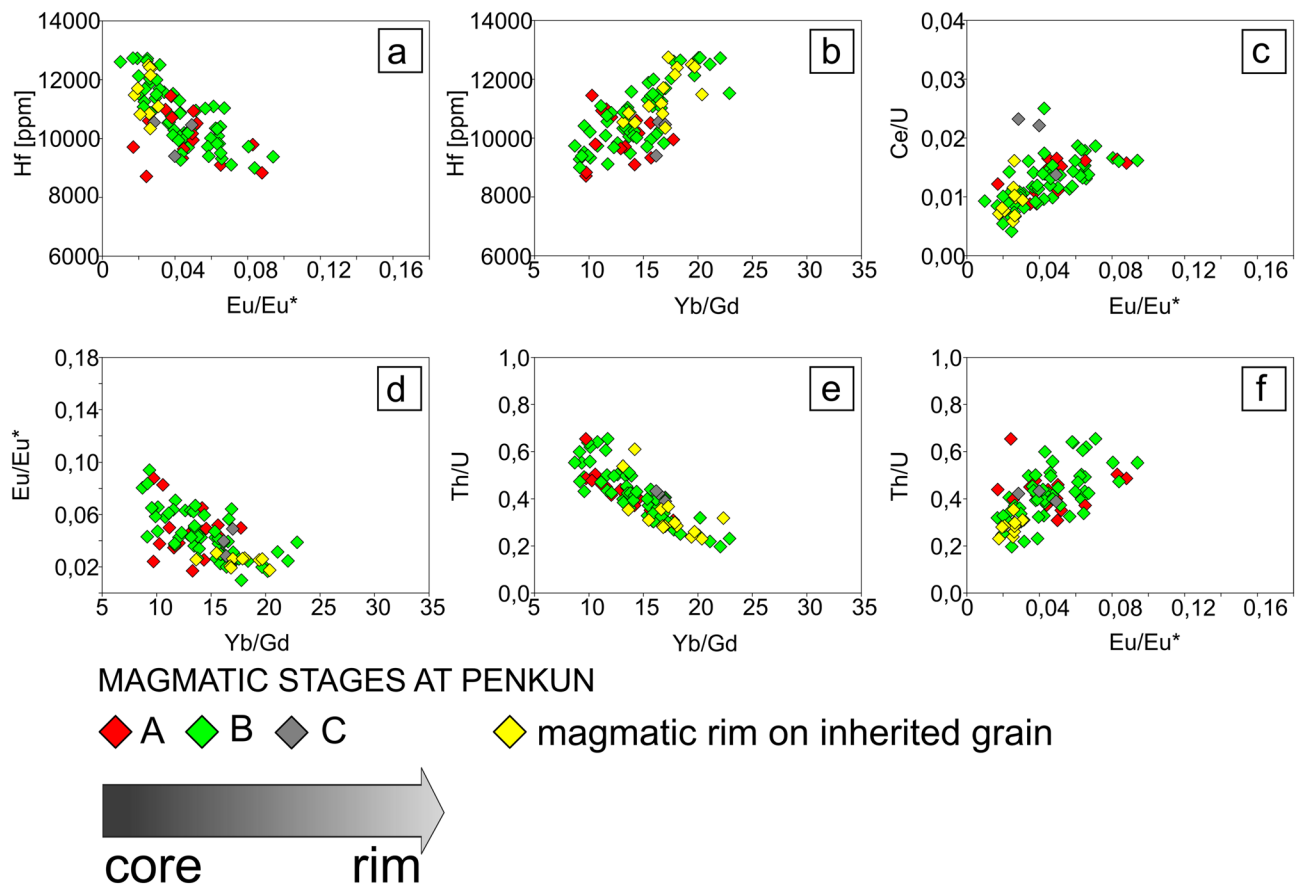 14000
12000
10000
8000
6000
Hf [ppm]
0 0,04 0,08 0,12 0,16
Eu/Eu*
a
14000
12000
10000
8000
6000
Hf [ppm]
5 10 15 20 25 30 35
Yb/Gd
b
0,04
0,03
0,02
0,01
0,00
Ce/U
0 0,04 0,08 0,12 0,16
Eu/Eu*
c
0,18
0,14
0,10
0,06
0,02
Eu/Eu*
5 10 15 20 25 30 35
Yb/Gd
d
1,0
0,8
0,6
0,4
0,2
0,0
Th/U
5 10 15 20 25 30 35
Yb/Gd
e
1,0
0,8
0,6
0,4
0,2
0,0
Th/U
0 0,04 0,08 0,12 0,16
Eu/Eu*
f
MAGMATIC STAGES AT PENKUN
A B C magmatic rim on inherited grain
core rim